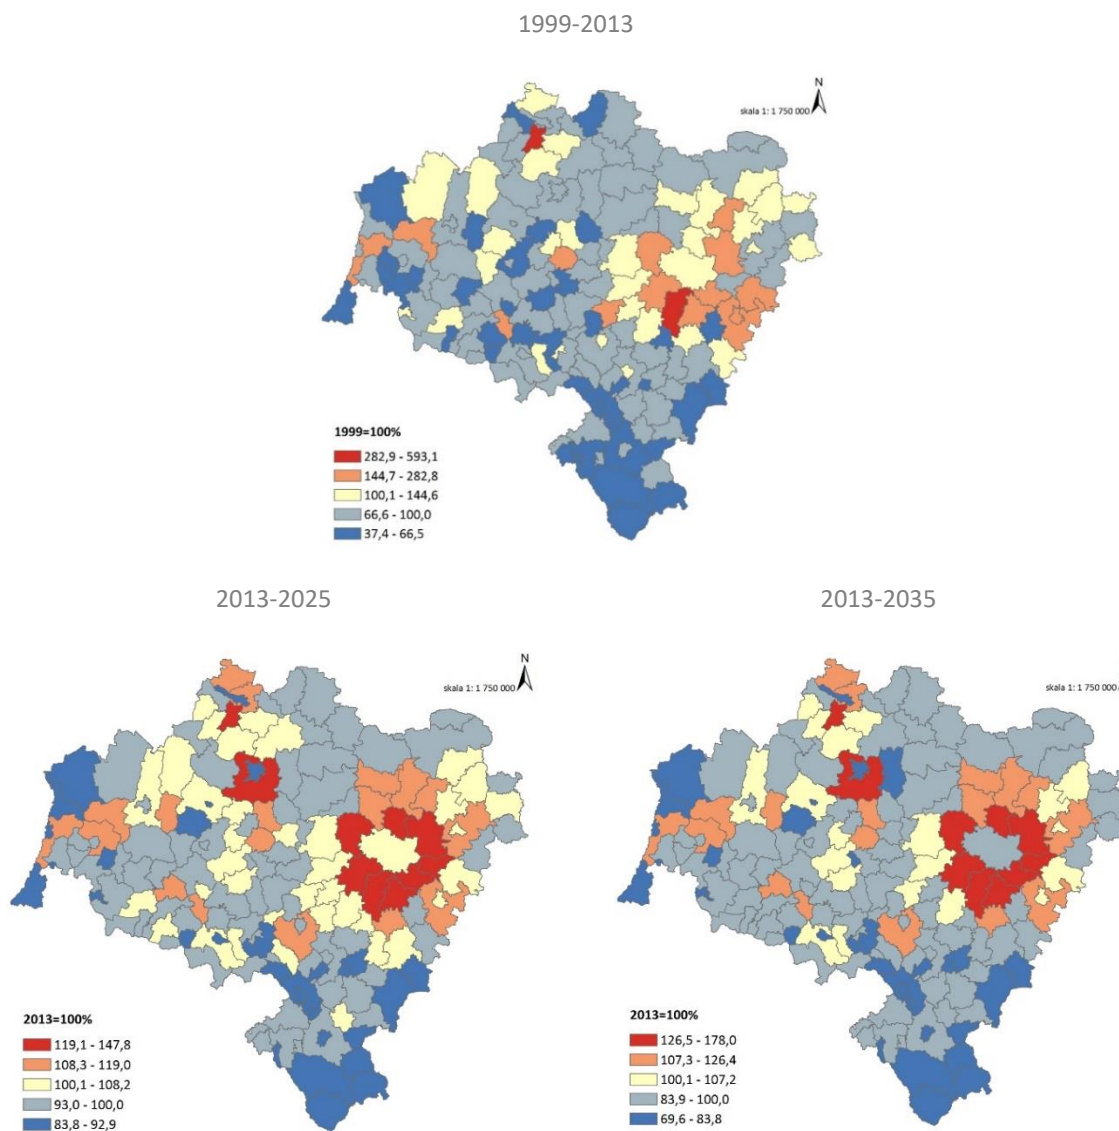 1999-2013
N
skala 1: 1 750 000
1999=100%
282,9 - 593,1
144,7 - 282,8
100,1 - 144,6
66,6 - 100,0
37,4 - 66,5
2013-2025
2013-2035
N
skala 1: 1 750 000
skala 1: 1 750 000
2013=100%
119,1 - 147,8
108,3 - 119,0
100,1 - 108,2
93,0 - 100,0
83,8 - 92,9
2013=100%
126,5 - 178,0
107,3 - 126,4
100,1 - 107,2
83,9 - 100,0
69,6 - 83,8